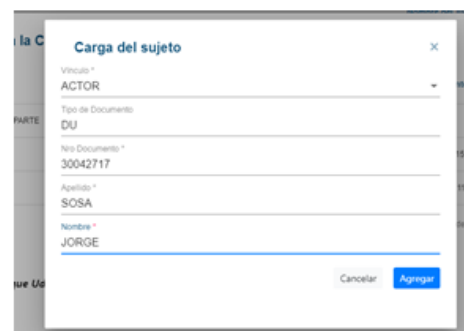 a la C
Carga del sujeto
×
Vínculo *
ACTOR
Tipo de Documento
DU
PARTE
Nro Documento *
30042717
Apellido *
SOSA
Nombre *
JORGE
Cancelar Agregar
que Ud